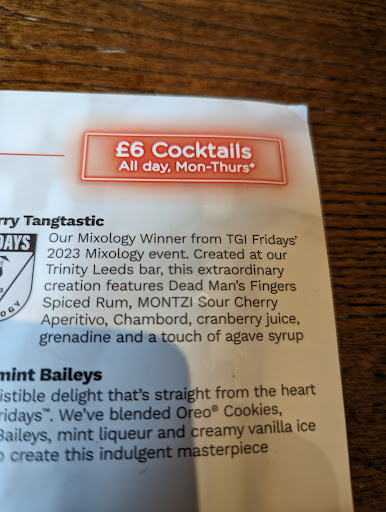 £6 Cocktails
All day, Mon-Thurs*
rry Tangtastic
DAYS
Our Mixology Winner from TGI Fridays'
2023 Mixology event. Created at our
Trinity Leeds bar, this extraordinary
creation features Dead Man's Fingers
Spiced Rum, MONTZI Sour Cherry
Aperitivo, Chambord, cranberry juice,
grenadine and a touch of agave syrup
OGY
mint Baileys
istible delight that's straight from the heart
ridays™. We've blended Oreo® Cookies,
Baileys, mint liqueur and creamy vanilla ice
o create this indulgent masterpiece